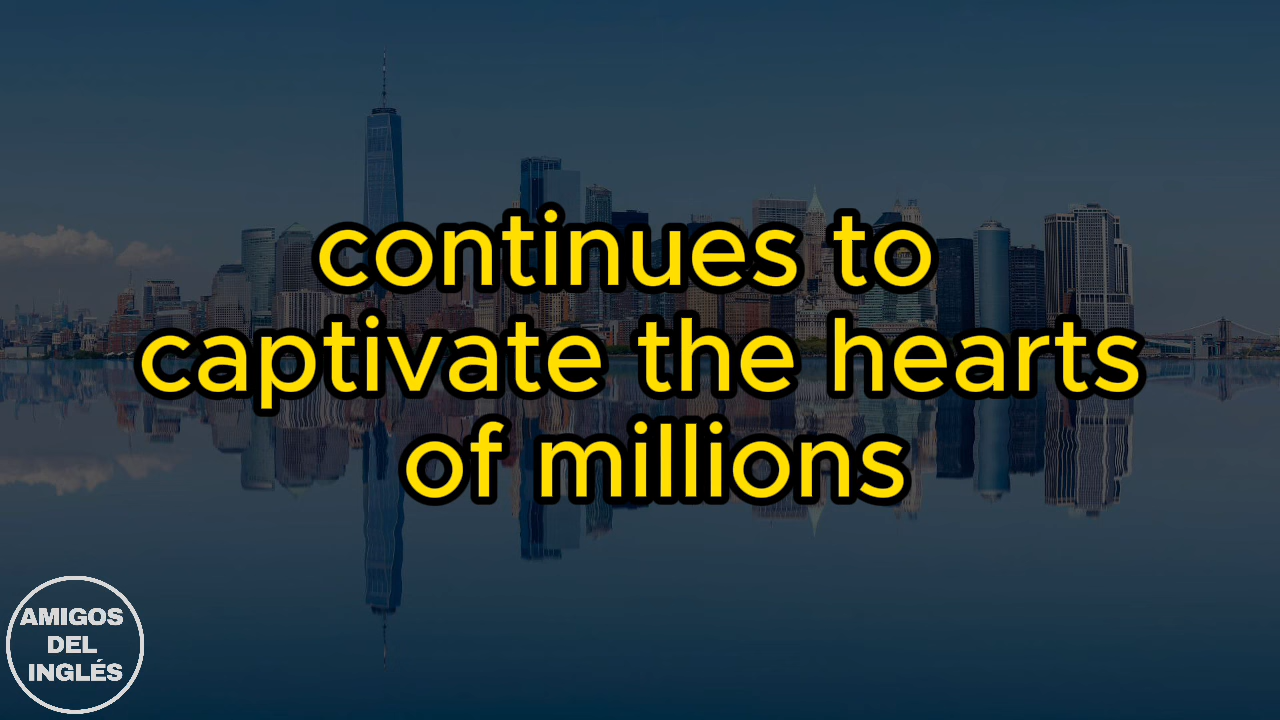 continues to
captivate the hearts
of millions
AMIGOS
DEL
INGLÉS